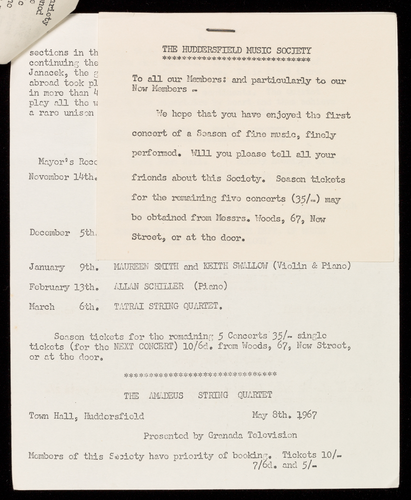 THE HUDDERSFIELD MUSIC SOCIETY
To all our Members: and particularly to our
New Members -
We hope that you have enjoyed the first
concert of a Season of fine music, finely
performed. Will you please tell all your
friends about this Society. Season tickets
for the remaining five concerts (35/-) may
be obtained from Messrs. Woods, 67, New
Street, or at the door.
sections in th
continuing the
Janacek, the
abroad took pl
in more than 4
play all the w
a rare unison
Mayor's Rece
November 14th.
December 5th.
January 9th. MAUREEN SMITH and KEITH SWALLOW (Violin & Piano)
February 13th. ALLAN SCHILLER (Piano)
March 6th. TATRAI STRING QUARTET.
Season tickets for the remaining 5 Concerts 35/- single
tickets (for the NEXT CONCERT) 10/6d. from Woods, 67, New Street,
or at the door.
*******************************
THE AMADEUS STRING QUARTET
Town Hall, Huddersfield May 8th. 1967
Presented by Granada Television
Members of this Society have priority of booking. Tickets 10/-
7/6d. and 5/-